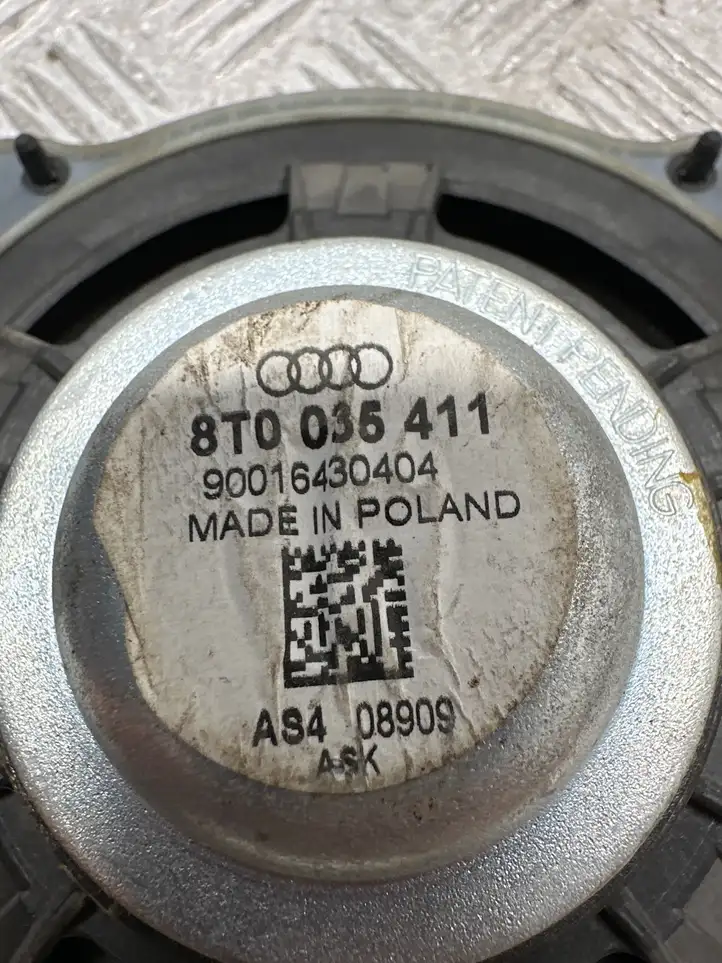 PATENT PENDING
8T0 035 411
90016430404
MADE IN POLAND
AS4 08909
ASK